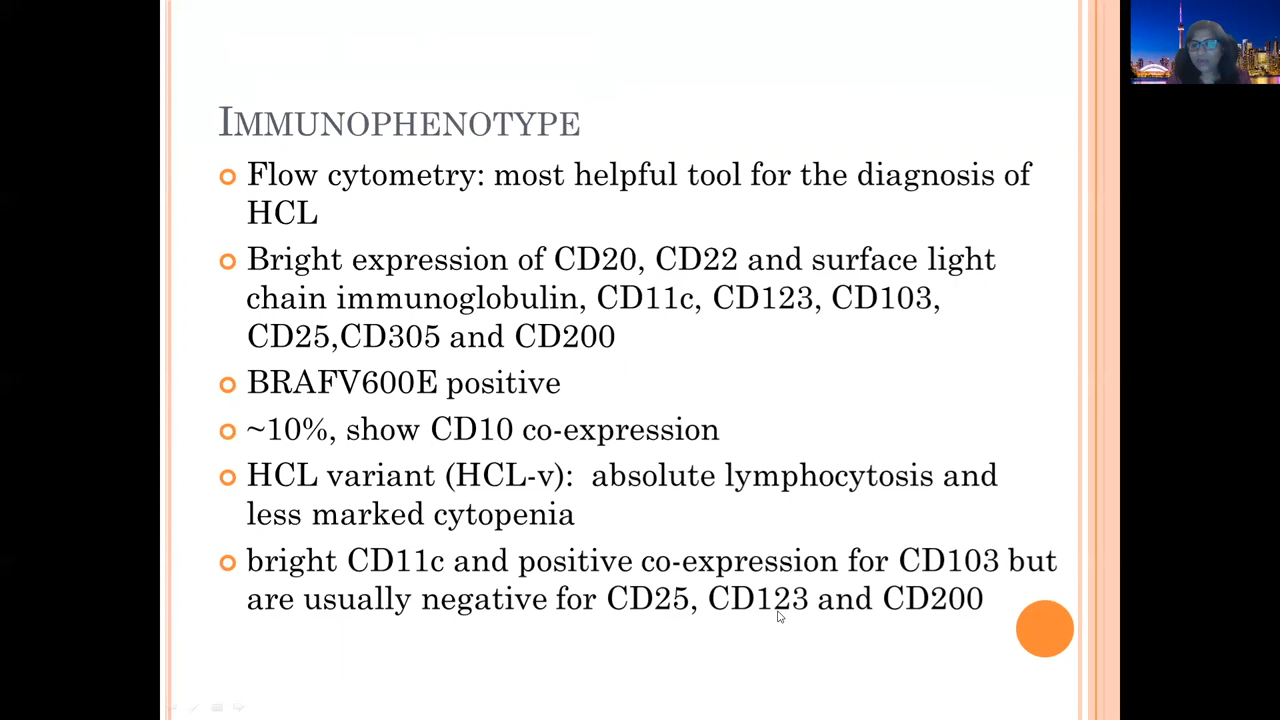 IMMUNOPHENOTYPE
Flow cytometry: most helpful tool for the diagnosis of
HCL
Bright expression of CD20, CD22 and surface light
chain immunoglobulin, CD11c, CD123, CD103,
CD25,CD305 and CD200
BRAFV600E positive
~10%, show CD10 co-expression
HCL variant (HCL-v):  absolute lymphocytosis and
less marked cytopenia
bright CD11c and positive co-expression for CD103 but
are usually negative for CD25, CD123 and CD200